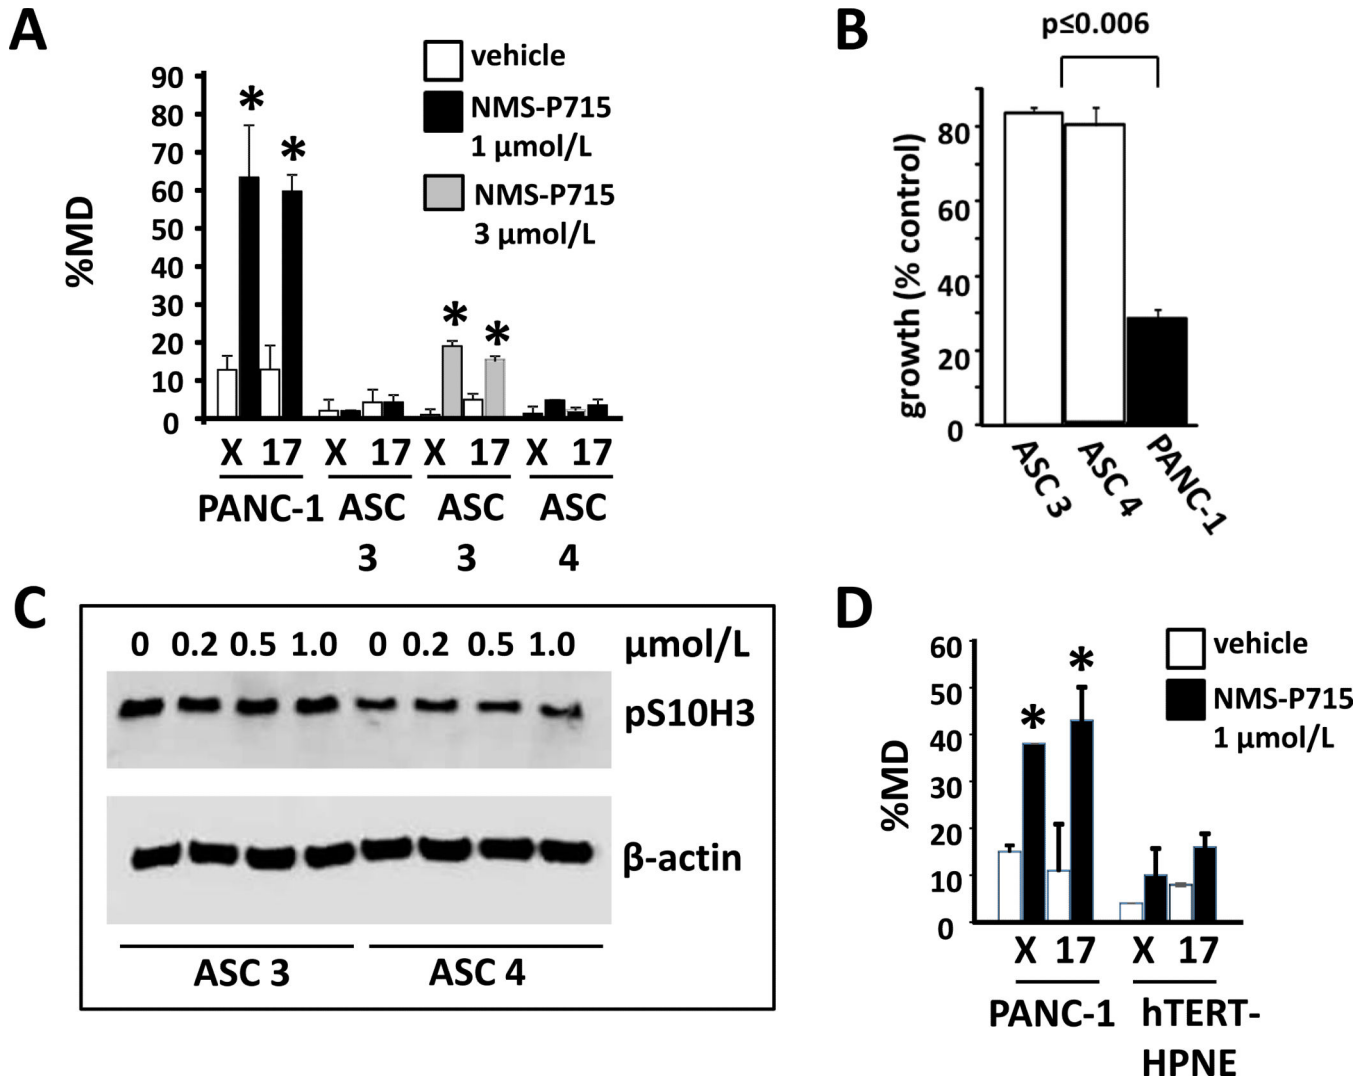 A
vehicle
NMS-P715
1 µmol/L
NMS-P715
3 µmol/L
%MD
90
80
70
60
50
40
30
20
10
0
*
*
*
*
X 17 X 17 X 17 X 17
PANC-1 ASC ASC ASC
3 3 4
B
p≤0.006
growth (% control)
80
60
40
20
0
ASC 3
ASC 4
PANC-1
C
0 0.2 0.5 1.0 0 0.2 0.5 1.0 µmol/L
pS10H3
β-actin
ASC 3 ASC 4
D
vehicle
NMS-P715
1 µmol/L
%MD
60
50
40
30
20
10
0
*
*
X 17 X 17
PANC-1 hTERT-
HPNE